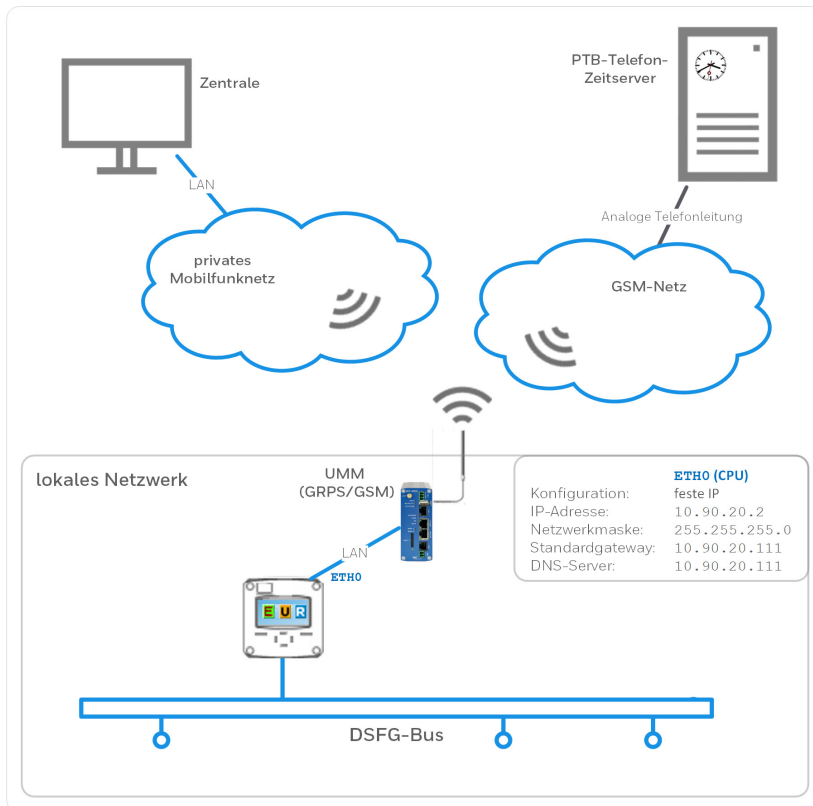 Zentrale
PTB-Telefon-
Zeitserver
LAN
Analoge Telefonleitung
privates
Mobilfunknetz
GSM-Netz
lokales Netzwerk
UMM
(GRPS/GSM)
ETH0 (CPU)
Konfiguration: feste IP
IP-Adresse: 10.90.20.2
Netzwerkmaske: 255.255.255.0
Standardgateway: 10.90.20.111
DNS-Server: 10.90.20.111
LAN
ETH0
E U R
DSFG-Bus